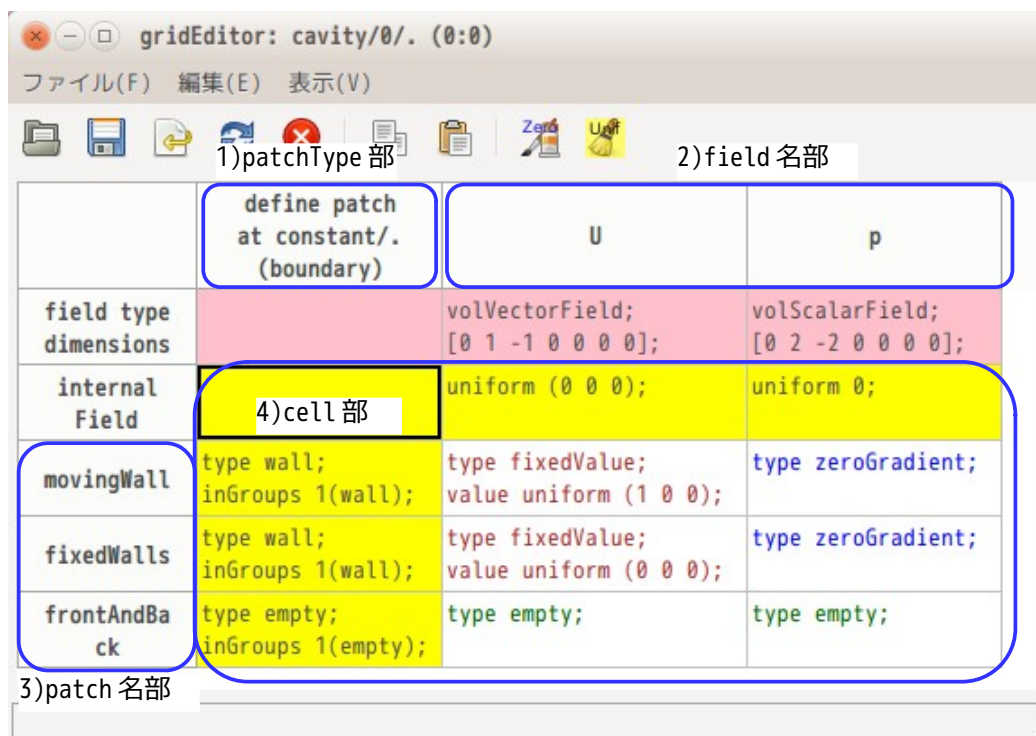 gridEditor: cavity/0/. (0:0)
ファイル(F) 編集(E) 表示(V)
Zero Unif
1)patchType 部
2)field 名部
define patch
at constant/.
(boundary)
U
p
field type
dimensions
volVectorField;
[0 1 -1 0 0 0 0];
volScalarField;
[0 2 -2 0 0 0 0];
internal
Field
4)cell 部
uniform (0 0 0);
uniform 0;
movingWall
type wall;
inGroups 1(wall);
type fixedValue;
value uniform (1 0 0);
type zeroGradient;
fixedWalls
type wall;
inGroups 1(wall);
type fixedValue;
value uniform (0 0 0);
type zeroGradient;
frontAndBa
ck
type empty;
inGroups 1(empty);
type empty;
type empty;
3)patch 名部